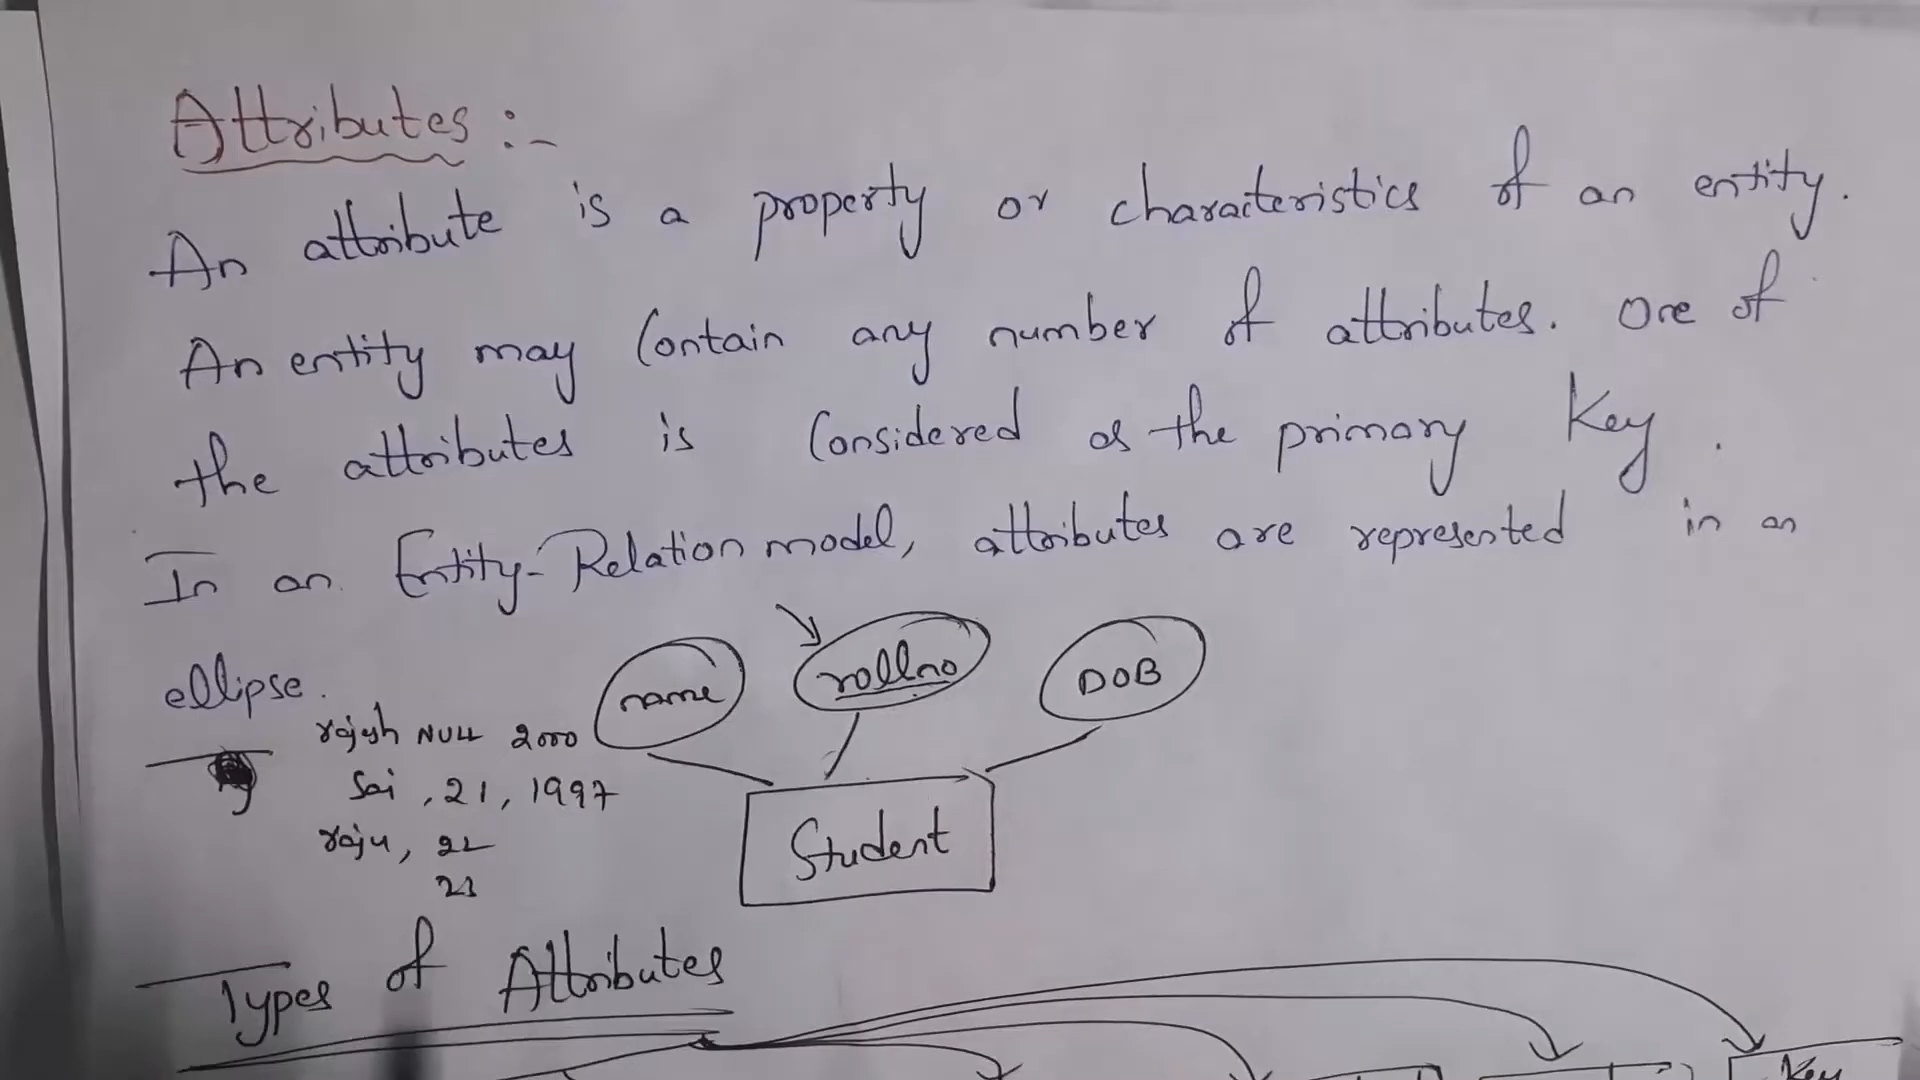 Attributes :-
An attribute is a property or characteristics of an entity.
An entity may Contain any number of attributes. One of
the attributes is Considered as the primary Key.
In an Entity-Relation model, attributes are represented in an
ellipse.
name rollno DOB
rajesh NULL 2000
Sai, 21, 1997
raju, 22
23
Student
Types of Attributes
Key